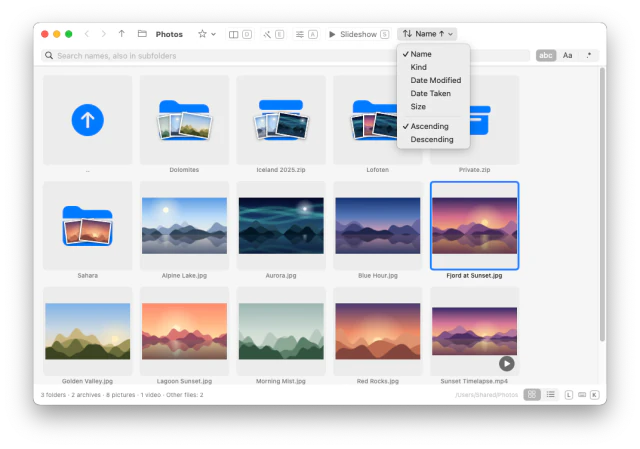 Photos
D
E
A
Slideshow S
Name ↑
Search names, also in subfolders
abc Aa .*
✓ Name
Kind
Date Modified
Date Taken
Size
✓ Ascending
Descending
..
Dolomites
Iceland 2025.zip
Lofoten
Private.zip
Sahara
Alpine Lake.jpg
Aurora.jpg
Blue Hour.jpg
Fjord at Sunset.jpg
Golden Valley.jpg
Lagoon Sunset.jpg
Morning Mist.jpg
Red Rocks.jpg
Sunset Timelapse.mp4
3 folders · 2 archives · 8 pictures · 1 video · Other files: 2
/Users/Shared/Photos
L
K